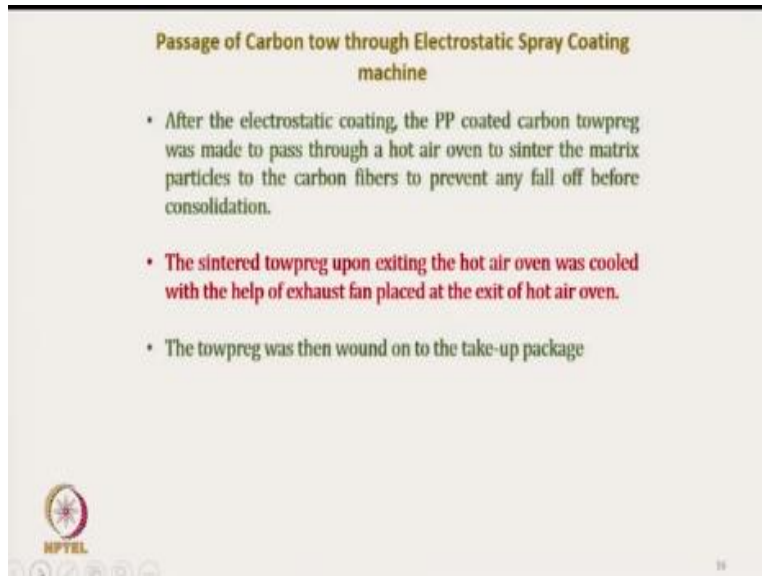 Passage of Carbon tow through Electrostatic Spray Coating
machine
• After the electrostatic coating, the PP coated carbon towpreg
was made to pass through a hot air oven to sinter the matrix
particles to the carbon fibers to prevent any fall off before
consolidation.
• The sintered towpreg upon exiting the hot air oven was cooled
with the help of exhaust fan placed at the exit of hot air oven.
• The towpreg was then wound on to the take-up package
NPTEL